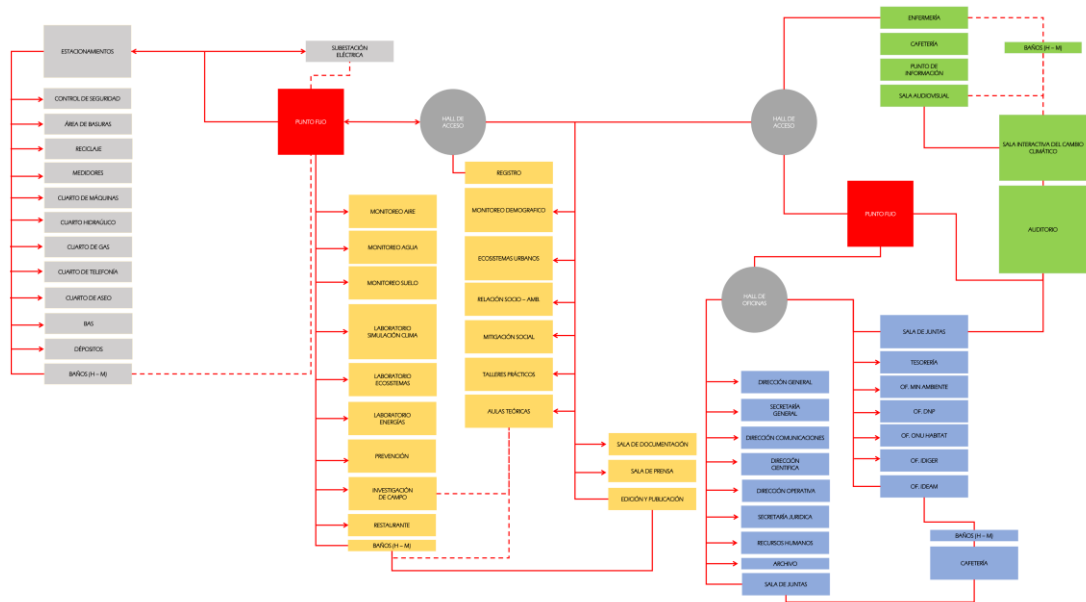 ESTACIONAMIENTOS
CONTROL DE SEGURIDAD
ÁREA DE BASURAS
RECICLAJE
MEDIDORES
CUARTO DE MÁQUINAS
CUARTO HIDRAÚLICO
CUARTO DE GAS
CUARTO DE TELEFONÍA
CUARTO DE ASEO
BAS
DÉPOSITOS
BAÑOS (H – M)
SUBESTACIÓN
ELÉCTRICA
PUNTO FIJO
HALL DE
ACCESO
MONITOREO AIRE
MONITOREO AGUA
MONITOREO SUELO
LABORATORIO
SIMULACIÓN CLIMA
LABORATORIO
ECOSISTEMAS
LABORATORIO
ENERGÍAS
PREVENCIÓN
INVESTIGACIÓN
DE CAMPO
RESTAURANTE
BAÑOS (H – M)
REGISTRO
MONITOREO DEMOGRAFICO
ECOSISTEMAS URBANOS
RELACIÓN SOCIO – AMB.
MITIGACIÓN SOCIAL
TALLERES PRÁCTICOS
AULAS TEÓRICAS
SALA DE DOCUMENTACIÓN
SALA DE PRENSA
EDICIÓN Y PUBLICACIÓN
HALL DE
ACCESO
ENFERMERÍA
CAFETERÍA
PUNTO DE
INFORMACIÓN
SALA AUDIOVISUAL
BAÑOS (H – M)
SALA INTERACTIVA DEL CAMBIO
CLIMÁTICO
AUDITORIO
PUNTO FIJO
HALL DE
OFICINAS
DIRECCIÓN GENERAL
SECRETARÍA
GENERAL
DIRECCIÓN COMUNICACIONES
DIRECCIÓN
CIENTIFICA
DIRECCIÓN OPERATIVA
SECRETARÍA JURIDICA
RECURSOS HUMANOS
ARCHIVO
SALA DE JUNTAS
SALA DE JUNTAS
TESORERÍA
OF. MIN AMBIENTE
OF. DNP
OF. ONU HABITAT
OF. IDIGER
OF. IDEAM
BAÑOS (H – M)
CAFETERÍA